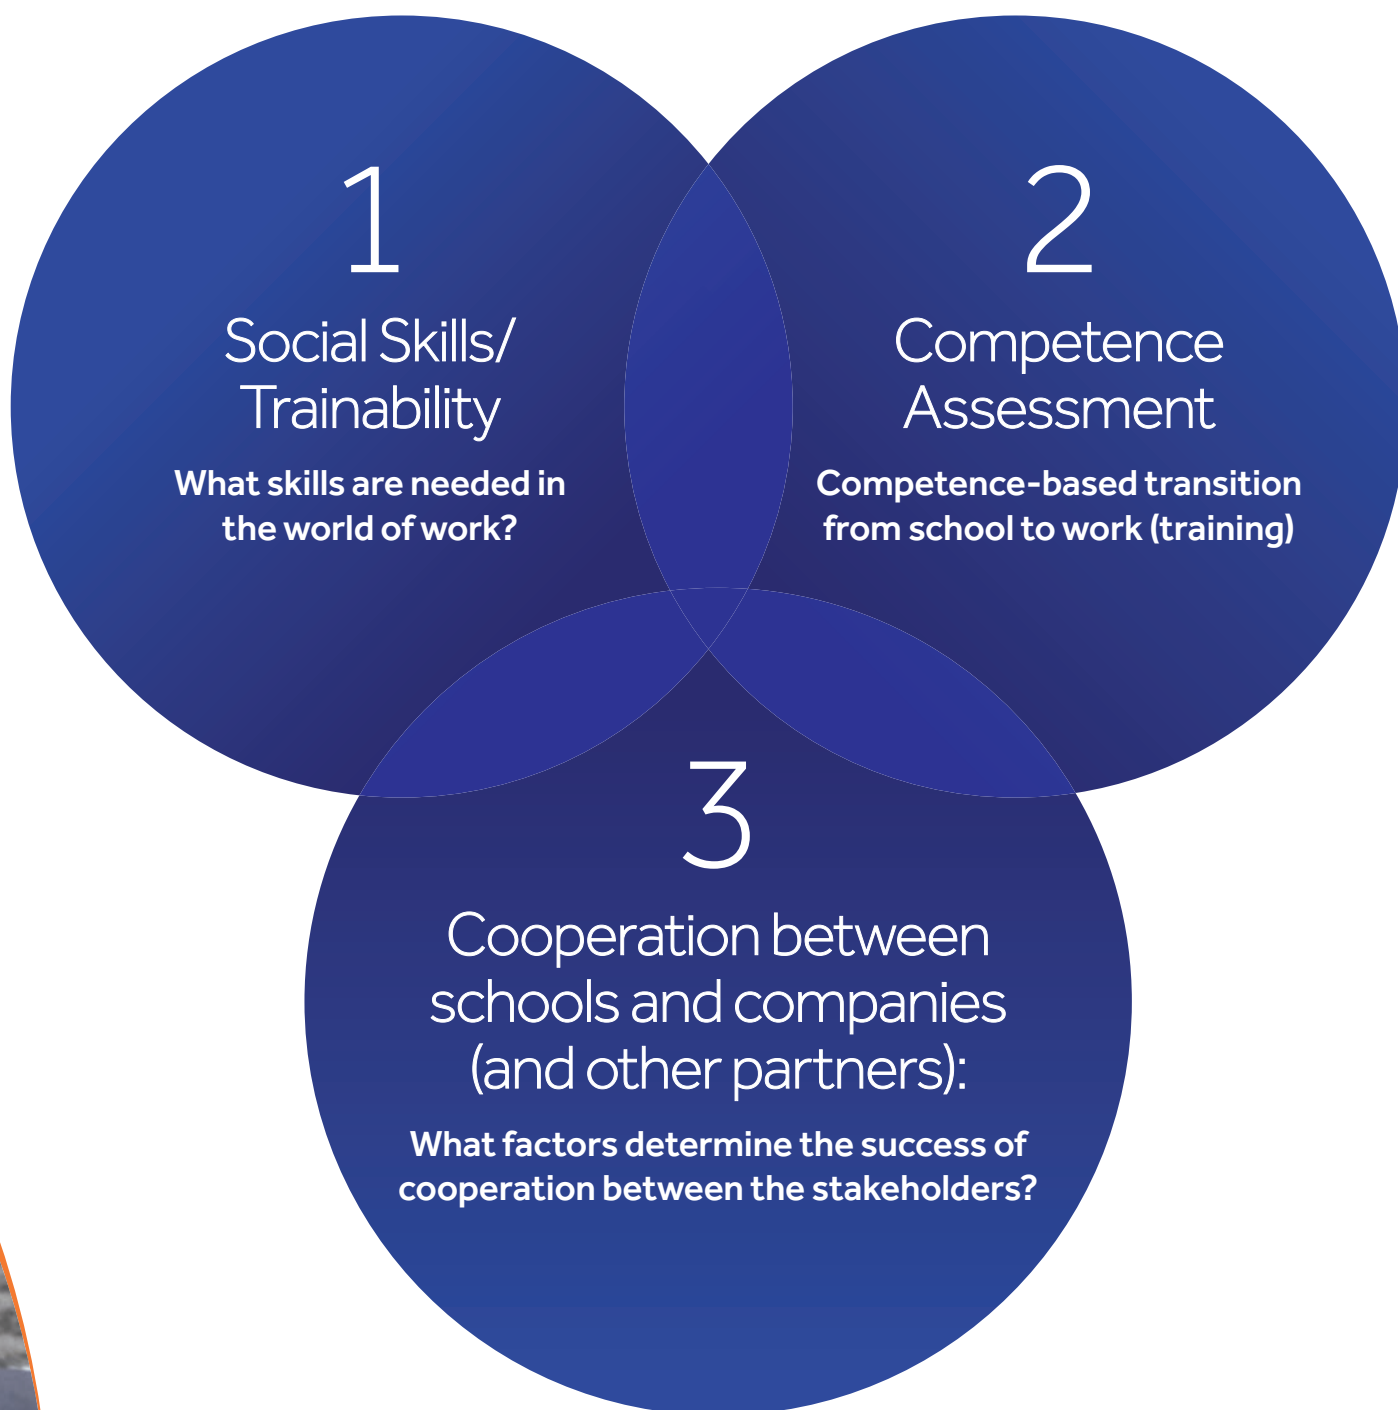 1
Social Skills/
Trainability
What skills are needed in
the world of work?
2
Competence
Assessment
Competence-based transition
from school to work (training)
3
Cooperation between
schools and companies
(and other partners):
What factors determine the success of
cooperation between the stakeholders?